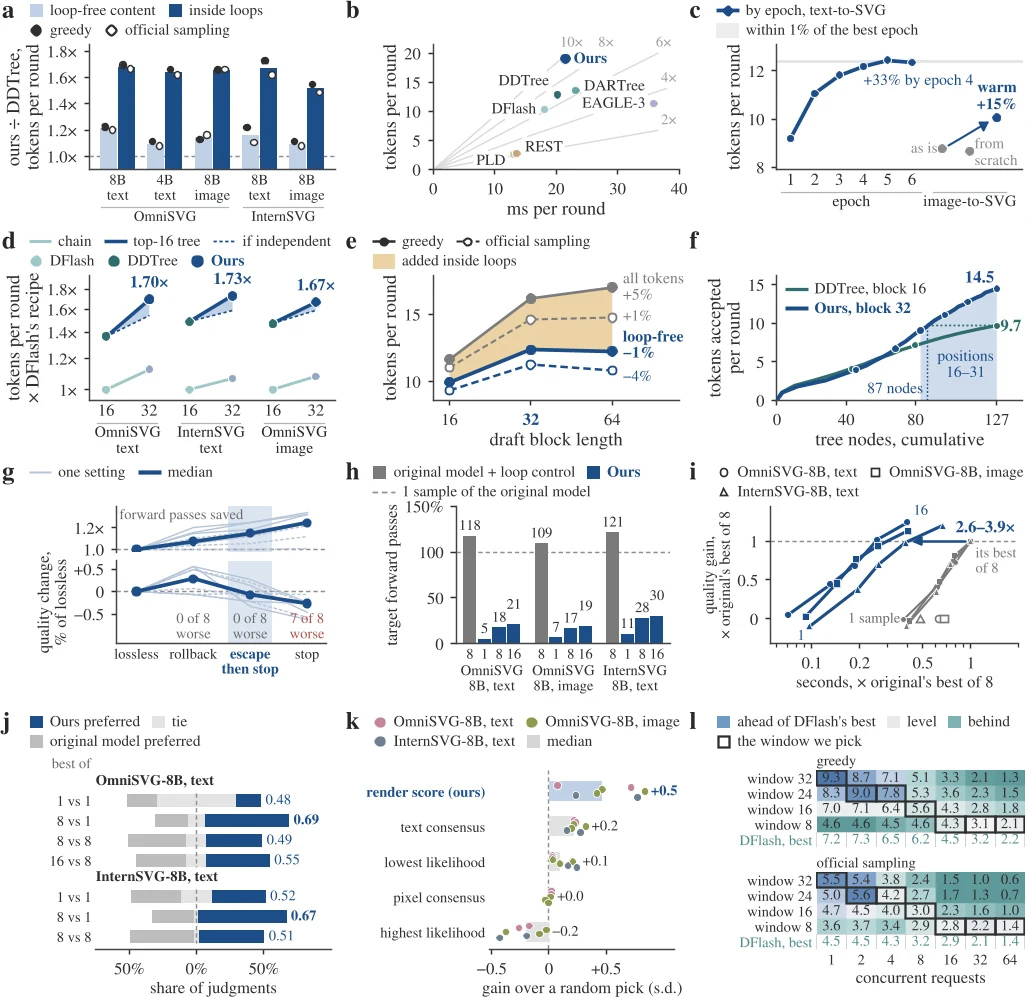 a
loop-free content
inside loops
greedy
official sampling
ours ÷ DDTree,
tokens per round
1.8×
1.6×
1.4×
1.2×
1.0×
8B text
4B text
8B image
8B text
8B image
OmniSVG
InternSVG
b
tokens per round
20
15
10
5
0
10×
8×
6×
4×
2×
Ours
DDTree
DARTree
DFlash
EAGLE-3
REST
PLD
0
10
20
30
40
ms per round
c
by epoch, text-to-SVG
within 1% of the best epoch
tokens per round
12
10
8
+33% by epoch 4
warm
+15%
as is
from
scratch
1 2 3 4 5 6
epoch
image-to-SVG
d
chain
top-16 tree
if independent
DFlash
DDTree
Ours
tokens per round
× DFlash's recipe
1.8×
1.6×
1.4×
1.2×
1×
1.70×
1.73×
1.67×
16 32 16 32 16 32
OmniSVG text
InternSVG text
OmniSVG image
e
greedy
official sampling
added inside loops
tokens per round
15
10
all tokens
+5%
+1%
loop-free
−1%
−4%
16 32 64
draft block length
f
DDTree, block 16
Ours, block 32
tokens accepted
per round
15
10
5
0
14.5
9.7
positions
16–31
87 nodes
0 40 80 127
tree nodes, cumulative
g
one setting
median
forward passes saved
1.2×
1.0
quality change,
% of lossless
+0.5
0
−0.5
0 of 8 worse
0 of 8 worse
7 of 8 worse
lossless
rollback
escape then stop
stop
h
original model + loop control
Ours
1 sample of the original model
target forward passes
150%
100
50
0
118 5 18 21
109 7 17 19
121 11 28 30
8 1 8 16 8 1 8 16 8 1 8 16
OmniSVG 8B, text
OmniSVG 8B, image
InternSVG 8B, text
i
OmniSVG-8B, text
OmniSVG-8B, image
InternSVG-8B, text
quality gain,
× original's best of 8
1
0.5
0
16
2.6–3.9×
its best
of 8
1 sample
1
0.1 0.2 0.5 1
seconds, × original's best of 8
j
Ours preferred
tie
original model preferred
best of
OmniSVG-8B, text
1 vs 1 0.48
8 vs 1 0.69
8 vs 8 0.49
16 vs 8 0.55
InternSVG-8B, text
1 vs 1 0.52
8 vs 1 0.67
8 vs 8 0.51
50% 0% 50%
share of judgments
k
OmniSVG-8B, text
OmniSVG-8B, image
InternSVG-8B, text
median
render score (ours) +0.5
text consensus +0.2
lowest likelihood +0.1
pixel consensus +0.0
highest likelihood −0.2
−0.5 0 +0.5
gain over a random pick (s.d.)
l
ahead of DFlash's best
level
behind
the window we pick
greedy
window 32 9.3 8.7 7.1 5.1 3.3 2.1 1.3
window 24 8.3 9.0 7.8 5.3 3.6 2.3 1.5
window 16 7.0 7.1 6.4 5.6 4.3 2.8 1.8
window 8 4.6 4.6 4.5 4.6 4.3 3.1 2.1
DFlash, best 7.2 7.3 6.5 6.2 4.5 3.2 2.2
official sampling
window 32 5.5 5.4 3.8 2.4 1.5 1.0 0.6
window 24 5.0 5.6 4.2 2.7 1.7 1.3 0.7
window 16 4.7 4.5 4.0 3.0 2.3 1.6 1.0
window 8 3.6 3.7 3.4 2.9 2.8 2.2 1.4
DFlash, best 4.5 4.5 4.3 3.2 2.9 2.1 1.4
1 2 4 8 16 32 64
concurrent requests